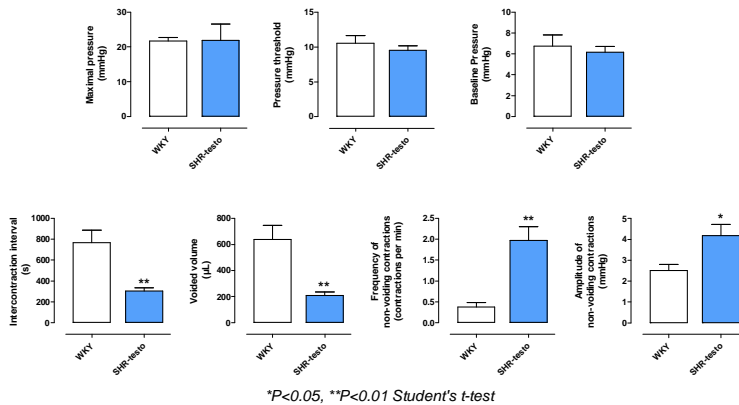 Maximal pressure
(mmHg)
30
20
10
0
WKY
SHR-testo
Pressure threshold
(mmHg)
15
10
5
0
WKY
SHR-testo
Baseline Pressure
(mmHg)
10
8
6
4
2
0
WKY
SHR-testo
Intercontraction interval
(s)
1000
800
600
400
200
0
**
WKY
SHR-testo
Voided volume
(µL)
800
600
400
200
0
**
WKY
SHR-testo
Frequency of
non-voiding contractions
(contractions per min)
2.5
2.0
1.5
1.0
0.5
0.0
**
WKY
SHR-testo
Amplitude of
non-voiding contractions
(mmHg)
5
4
3
2
1
0
*
WKY
SHR-testo
*P<0.05, **P<0.01 Student's t-test